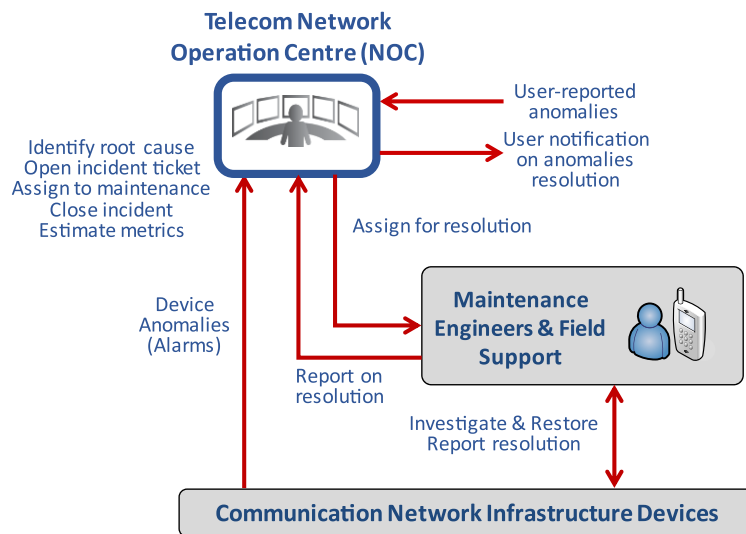 Telecom Network
Operation Centre (NOC)
User-reported
anomalies
User notification
on anomalies
resolution
Identify root cause
Open incident ticket
Assign to maintenance
Close incident
Estimate metrics
Assign for resolution
Device
Anomalies
(Alarms)
Maintenance
Engineers & Field
Support
Report on
resolution
Investigate & Restore
Report resolution
Communication Network Infrastructure Devices